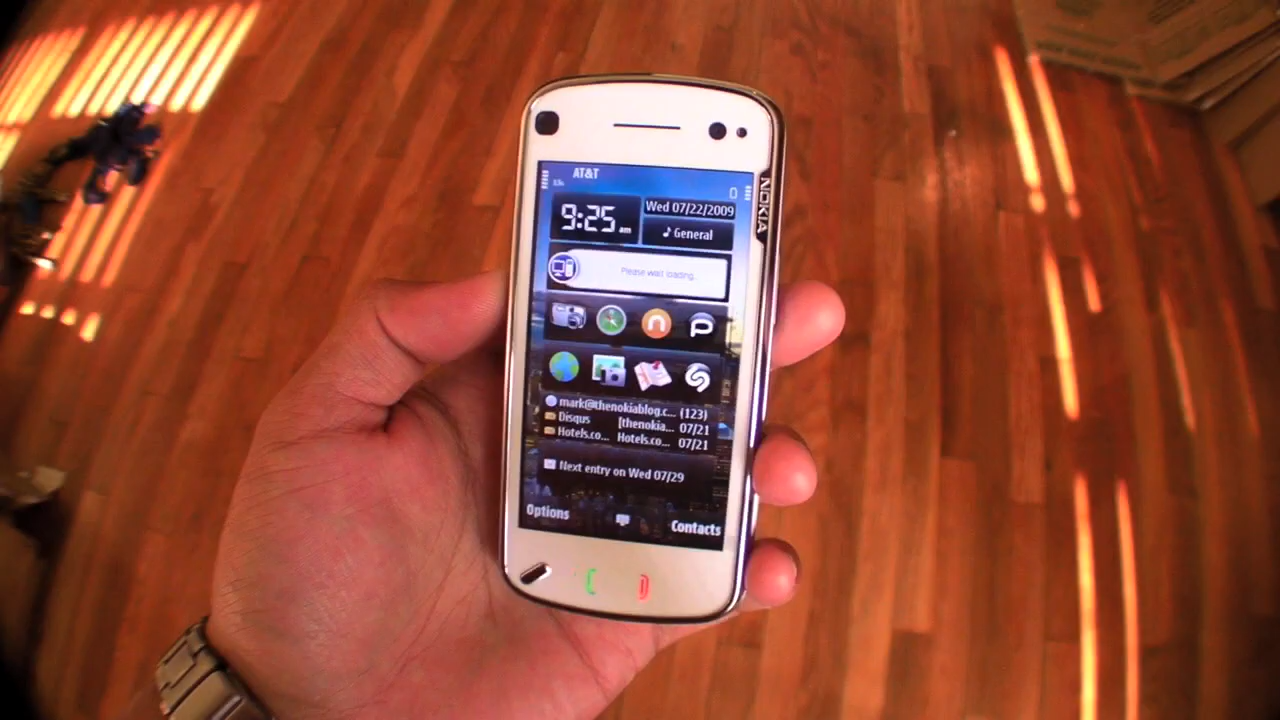 AT&T
0
9:25 am
Wed 07/22/2009
General
NOKIA
Please wait loading..
mark@thenokiablog.c... (123)
Disqus [thenokia... 07/21
Hotels.co... Hotels.co... 07/21
Next entry on Wed 07/29
Options
Contacts